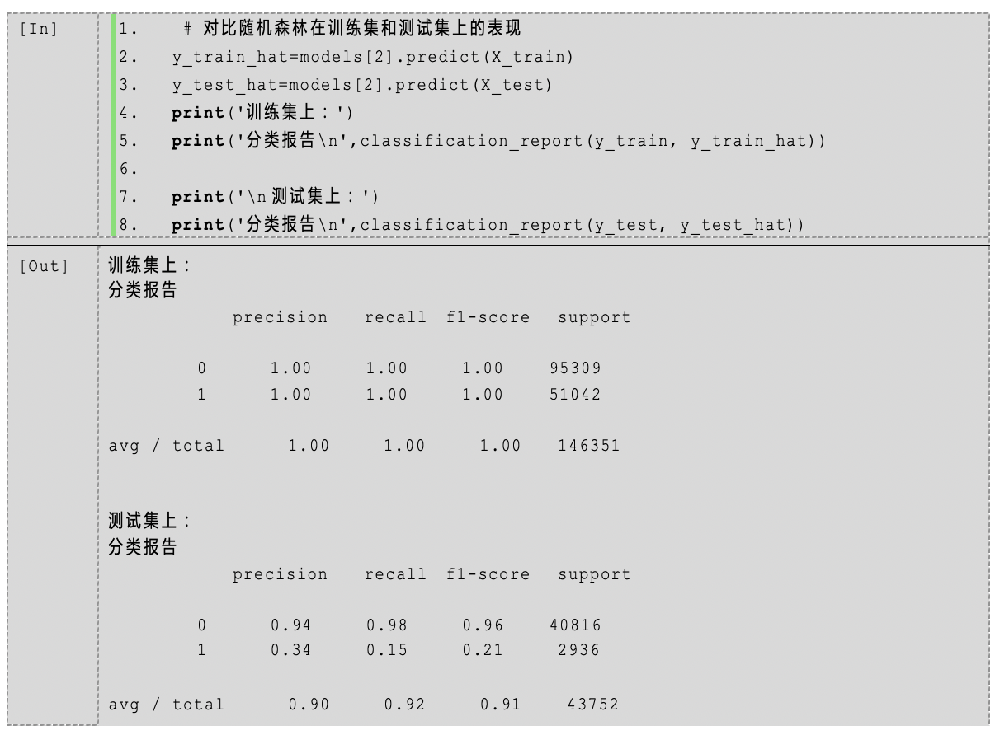 [In]
1. # 对比随机森林在训练集和测试集上的表现
2. y_train_hat=models[2].predict(X_train)
3. y_test_hat=models[2].predict(X_test)
4. print('训练集上：')
5. print('分类报告\n',classification_report(y_train, y_train_hat))
6.
7. print('\n 测试集上：')
8. print('分类报告\n',classification_report(y_test, y_test_hat))
[Out] 训练集上：
分类报告
precision recall f1-score support
0 1.00 1.00 1.00 95309
1 1.00 1.00 1.00 51042
avg / total 1.00 1.00 1.00 146351
测试集上：
分类报告
precision recall f1-score support
0 0.94 0.98 0.96 40816
1 0.34 0.15 0.21 2936
avg / total 0.90 0.92 0.91 43752